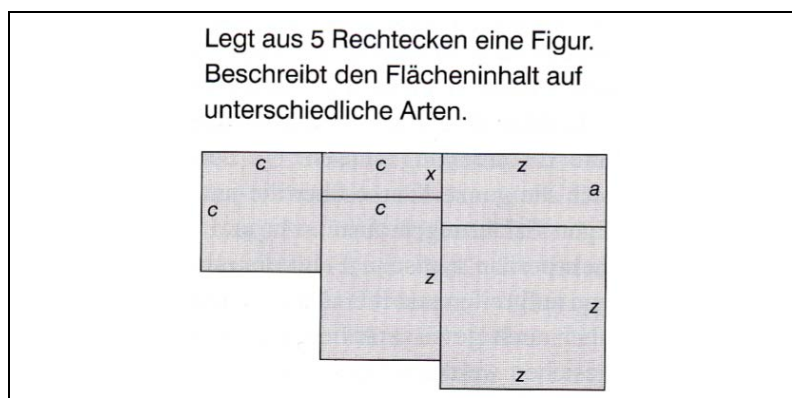 Legt aus 5 Rechtecken eine Figur.
Beschreibt den Flächeninhalt auf
unterschiedliche Arten.
c c x z a
c c
z z
z